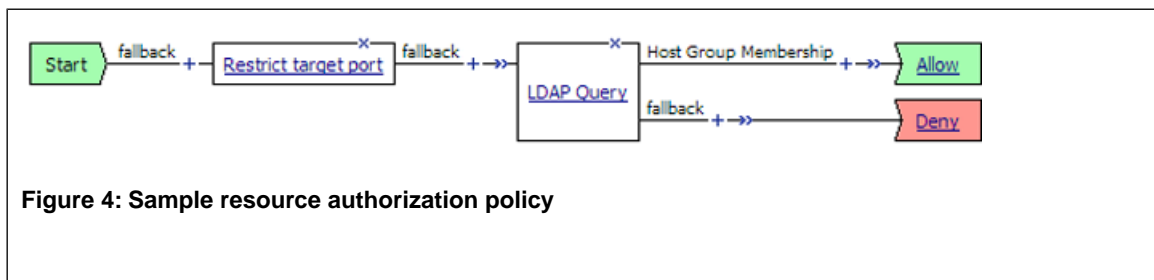 Start
fallback
Restrict target port
fallback
LDAP Query
Host Group Membership
Allow
fallback
Deny
Figure 4: Sample resource authorization policy